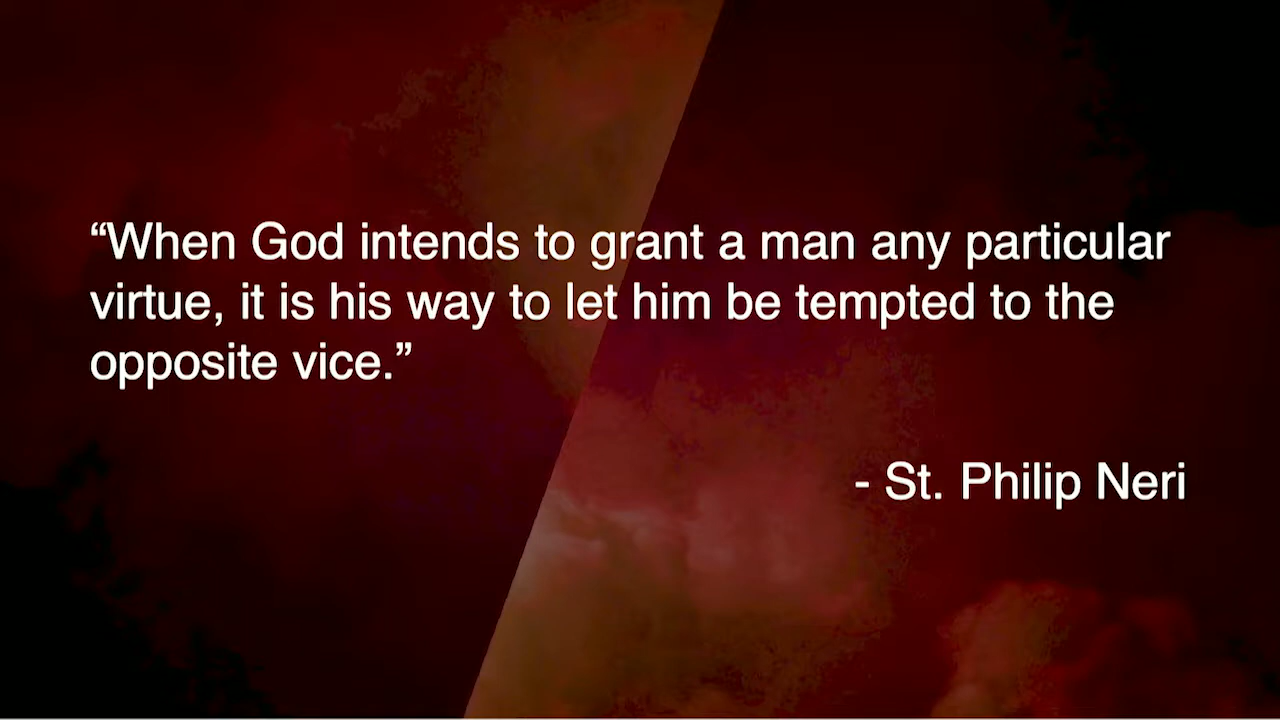 “When God intends to grant a man any particular
virtue, it is his way to let him be tempted to the
opposite vice.”
- St. Philip Neri